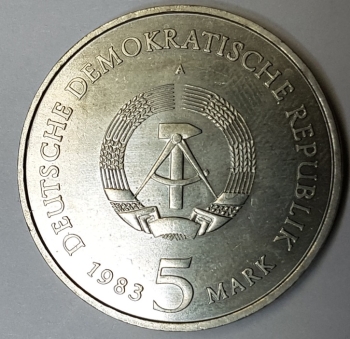 DEUTSCHE DEMOKRATISCHE REPUBLIK
A
1983 5 MARK